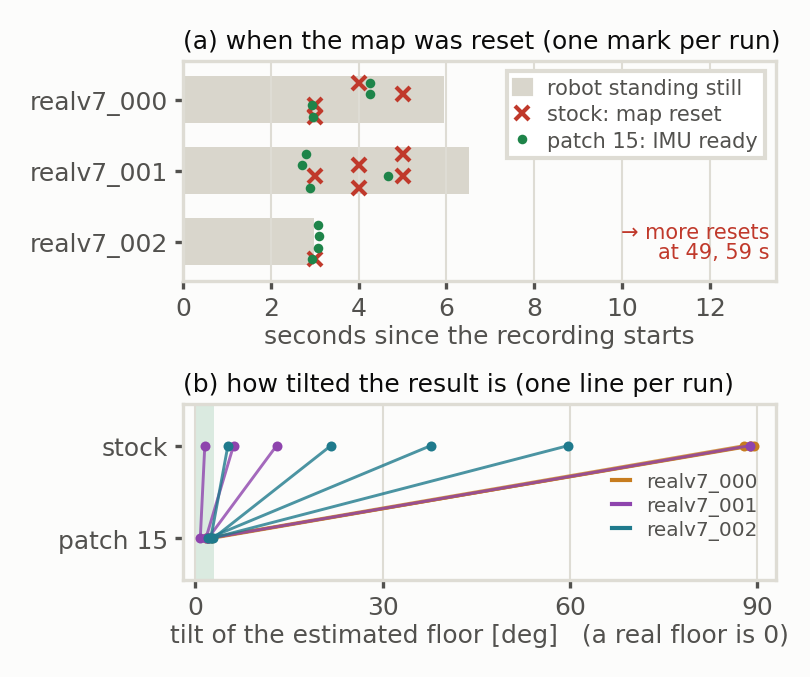 (a) when the map was reset (one mark per run)
realv7_000
realv7_001
realv7_002
robot standing still
stock: map reset
patch 15: IMU ready
→ more resets
at 49, 59 s
0 2 4 6 8 10 12
seconds since the recording starts
(b) how tilted the result is (one line per run)
stock
patch 15
realv7_000
realv7_001
realv7_002
0 30 60 90
tilt of the estimated floor [deg] (a real floor is 0)